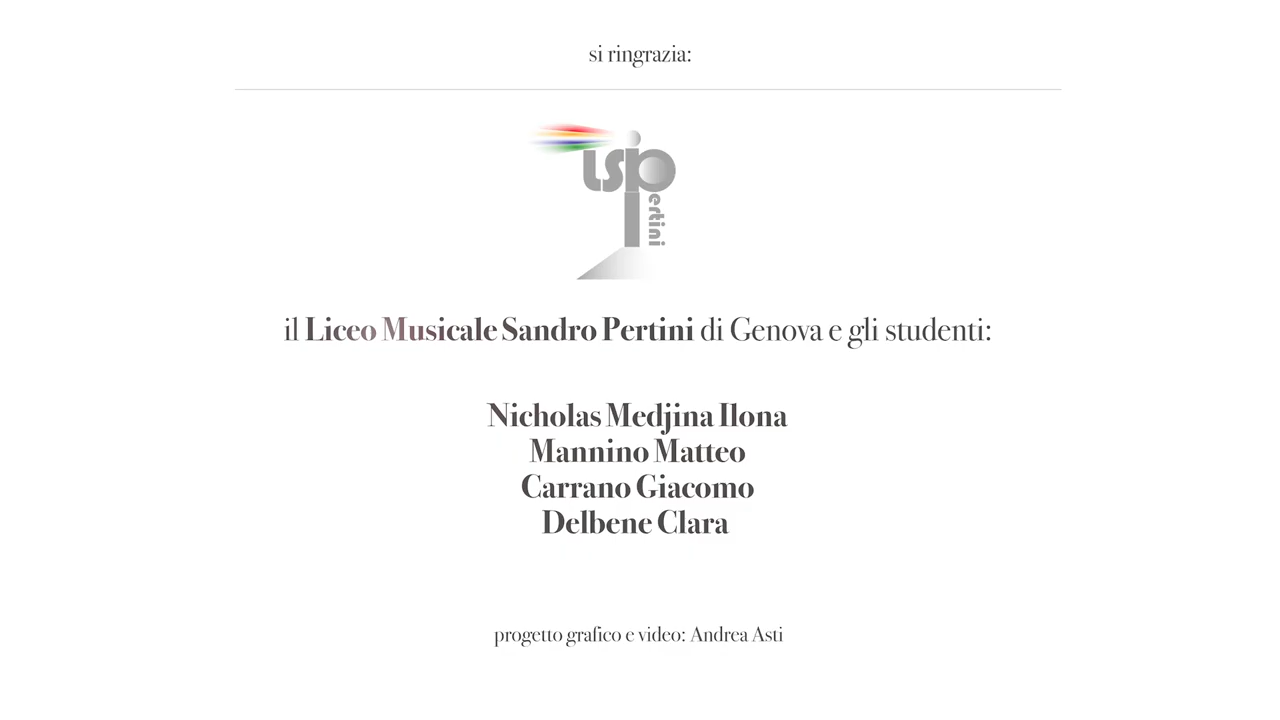 si ringrazia:
LSP
ertini
il Liceo Musicale Sandro Pertini di Genova e gli studenti:
Nicholas Medjina Ilona
Mannino Matteo
Carrano Giacomo
Delbene Clara
progetto grafico e video: Andrea Asti